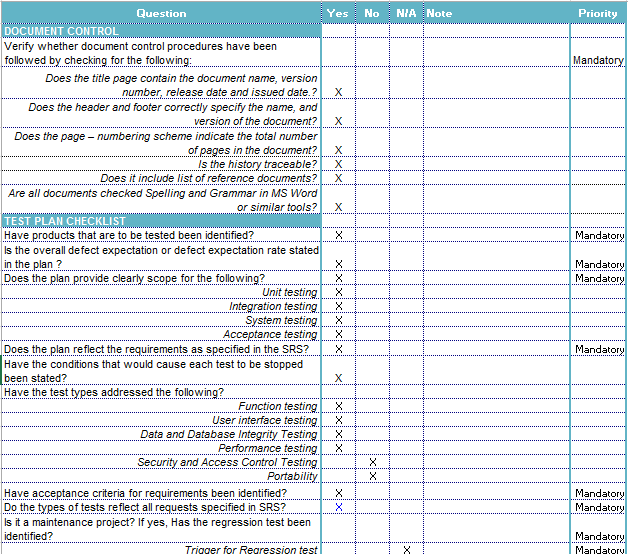 Question Yes No N/A Note Priority
DOCUMENT CONTROL
Verify whether document control procedures have been
followed by checking for the following: Mandatory
Does the title page contain the document name, version
number, release date and issued date.? X
Does the header and footer correctly specify the name, and
version of the document? X
Does the page – numbering scheme indicate the total number
of pages in the document? X
Is the history traceable? X
Does it include list of reference documents? X
Are all documents checked Spelling and Grammar in MS Word
or similar tools? X
TEST PLAN CHECKLIST
Have products that are to be tested been identified? X Mandatory
Is the overall defect expectation or defect expectation rate stated
in the plan ? X Mandatory
Does the plan provide clearly scope for the following? X Mandatory
Unit testing X
Integration testing X
System testing X
Acceptance testing X
Does the plan reflect the requirements as specified in the SRS? X Mandatory
Have the conditions that would cause each test to be stopped
been stated? X
Have the test types addressed the following?
Function testing X
User interface testing X
Data and Database Integrity Testing X
Performance testing X
Security and Access Control Testing X
Portability X
Have acceptance criteria for requirements been identified? X Mandatory
Do the types of tests reflect all requests specified in SRS? X Mandatory
Is it a maintenance project? If yes, Has the regression test been
identified? Mandatory
Trigger for Regression test X Mandatory